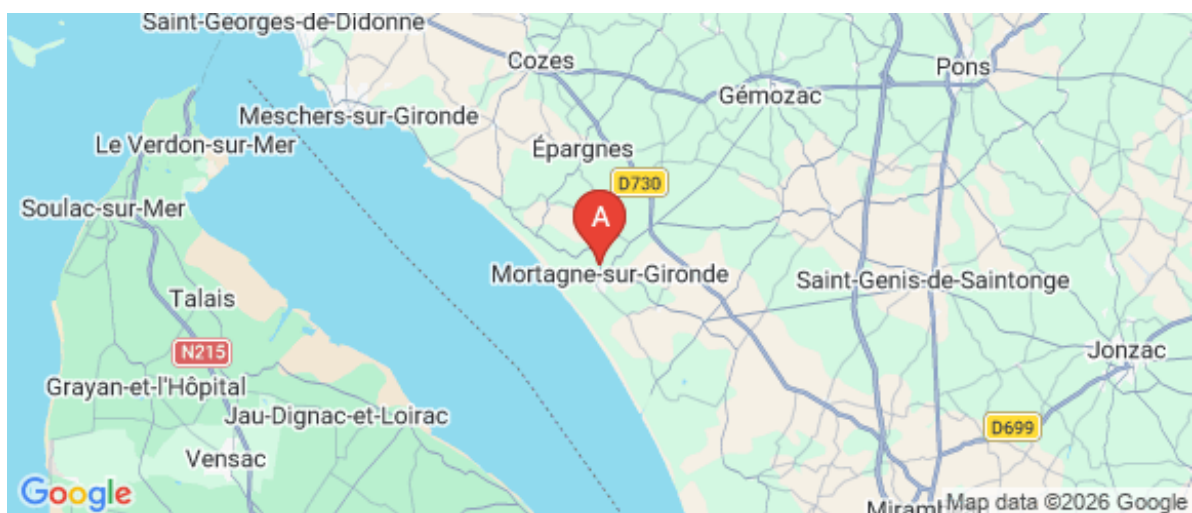 Saint-Georges-de-Didonne
Cozes
Pons
Gémozac
Meschers-sur-Gironde
Le Verdon-sur-Mer
Épargnes
D730
Soulac-sur-Mer
A
Mortagne-sur-Gironde
Saint-Genis-de-Saintonge
Talais
N215
Jonzac
Grayan-et-l'Hôpital
Jau-Dignac-et-Loirac
D699
Vensac
Google
Map data ©2026 Google